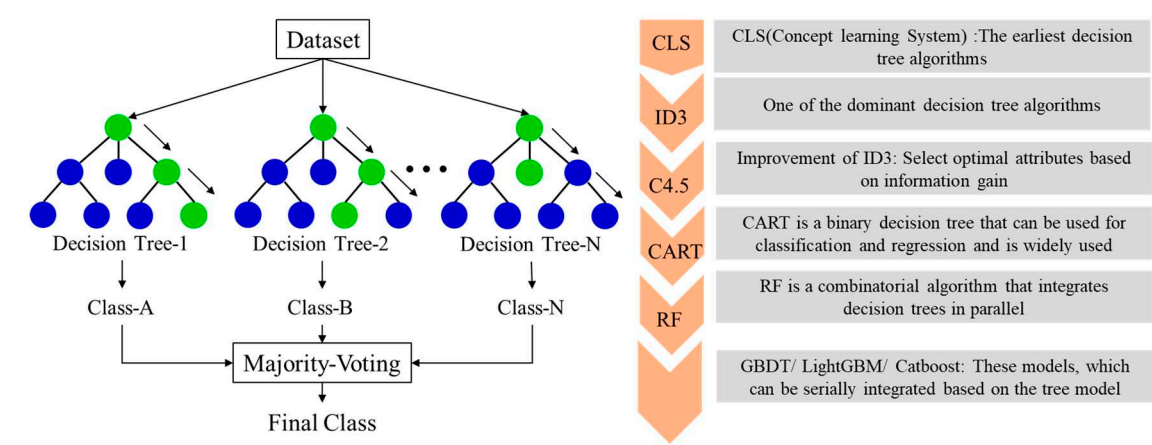 Dataset
Decision Tree-1
Decision Tree-2
Decision Tree-N
Class-A
Class-B
Class-N
Majority-Voting
Final Class
CLS
CLS(Concept learning System) :The earliest decision
tree algorithms
ID3
One of the dominant decision tree algorithms
C4.5
Improvement of ID3: Select optimal attributes based
on information gain
CART
CART is a binary decision tree that can be used for
classification and regression and is widely used
RF
RF is a combinatorial algorithm that integrates
decision trees in parallel
GBDT/ LightGBM/ Catboost: These models, which
can be serially integrated based on the tree model